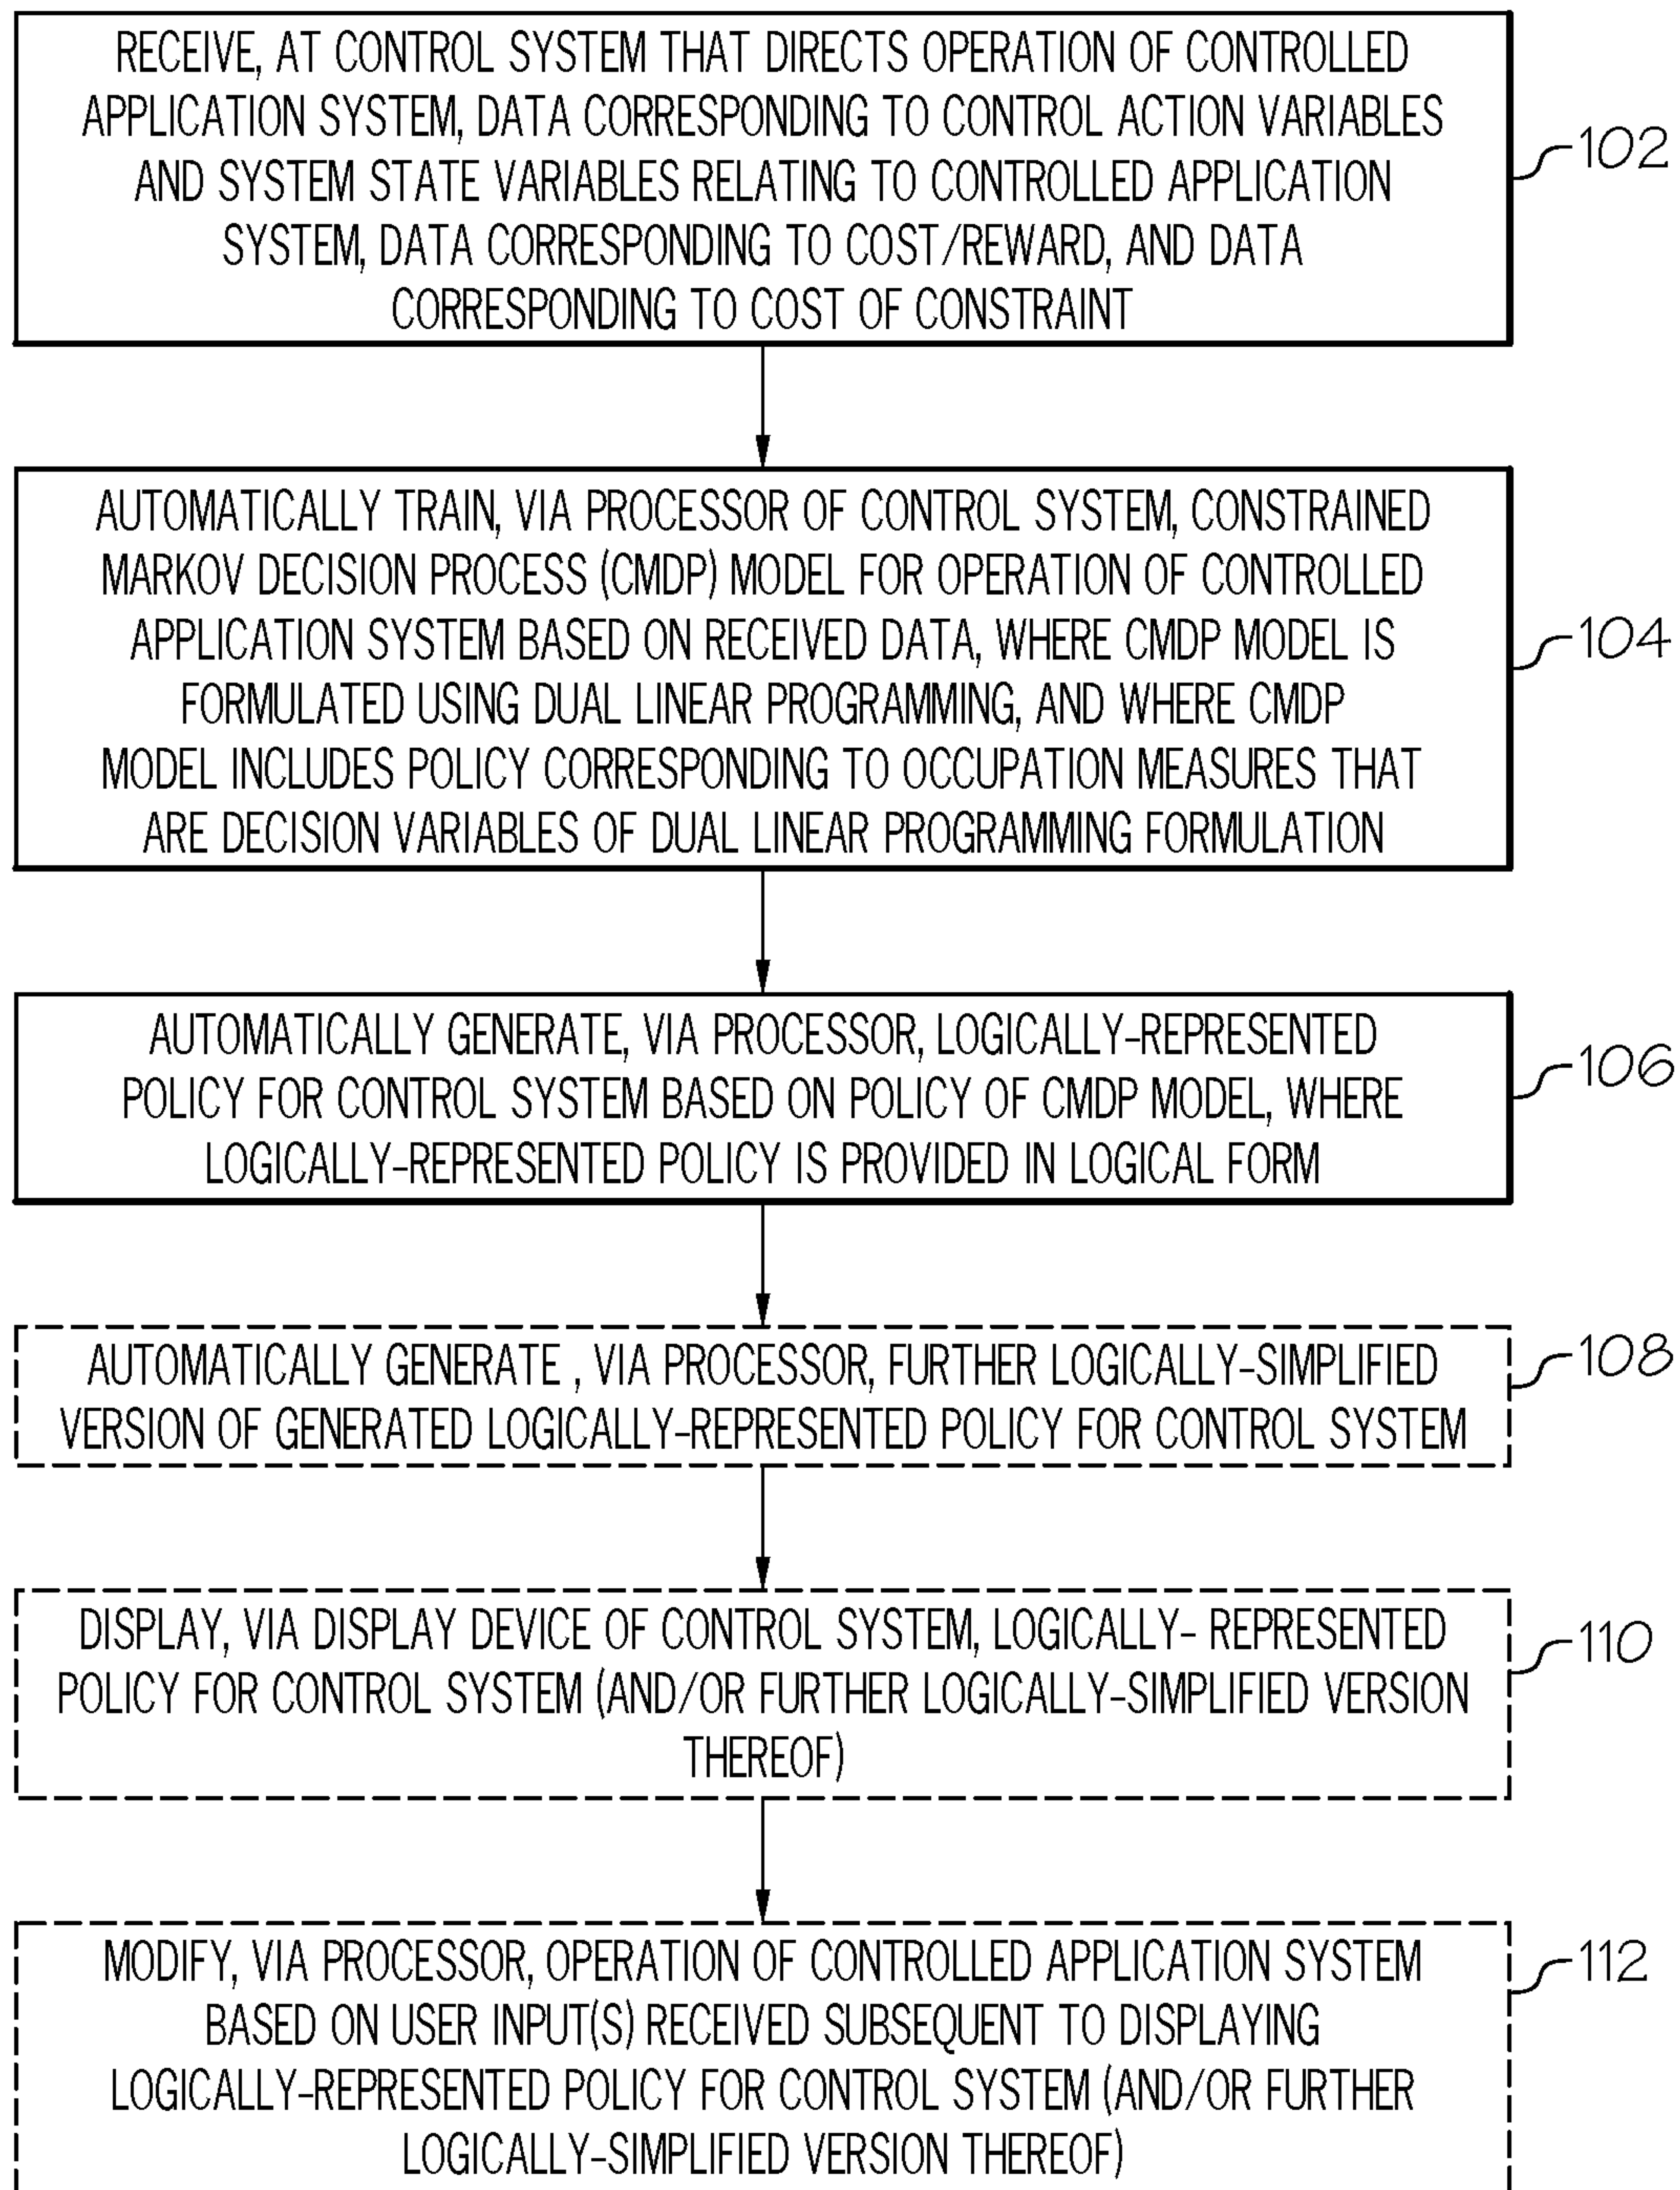 RECEIVE, AT CONTROL SYSTEM THAT DIRECTS OPERATION OF CONTROLLED
APPLICATION SYSTEM, DATA CORRESPONDING TO CONTROL ACTION VARIABLES
AND SYSTEM STATE VARIABLES RELATING TO CONTROLLED APPLICATION
SYSTEM, DATA CORRESPONDING TO COST/REWARD, AND DATA
CORRESPONDING TO COST OF CONSTRAINT
102
AUTOMATICALLY TRAIN, VIA PROCESSOR OF CONTROL SYSTEM, CONSTRAINED
MARKOV DECISION PROCESS (CMDP) MODEL FOR OPERATION OF CONTROLLED
APPLICATION SYSTEM BASED ON RECEIVED DATA, WHERE CMDP MODEL IS
FORMULATED USING DUAL LINEAR PROGRAMMING, AND WHERE CMDP
MODEL INCLUDES POLICY CORRESPONDING TO OCCUPATION MEASURES THAT
ARE DECISION VARIABLES OF DUAL LINEAR PROGRAMMING FORMULATION
104
AUTOMATICALLY GENERATE, VIA PROCESSOR, LOGICALLY-REPRESENTED
POLICY FOR CONTROL SYSTEM BASED ON POLICY OF CMDP MODEL, WHERE
LOGICALLY-REPRESENTED POLICY IS PROVIDED IN LOGICAL FORM
106
AUTOMATICALLY GENERATE , VIA PROCESSOR, FURTHER LOGICALLY-SIMPLIFIED
VERSION OF GENERATED LOGICALLY-REPRESENTED POLICY FOR CONTROL SYSTEM
108
DISPLAY, VIA DISPLAY DEVICE OF CONTROL SYSTEM, LOGICALLY- REPRESENTED
POLICY FOR CONTROL SYSTEM (AND/OR FURTHER LOGICALLY-SIMPLIFIED VERSION
THEREOF)
110
MODIFY, VIA PROCESSOR, OPERATION OF CONTROLLED APPLICATION SYSTEM
BASED ON USER INPUT(S) RECEIVED SUBSEQUENT TO DISPLAYING
LOGICALLY-REPRESENTED POLICY FOR CONTROL SYSTEM (AND/OR FURTHER
LOGICALLY-SIMPLIFIED VERSION THEREOF)
112